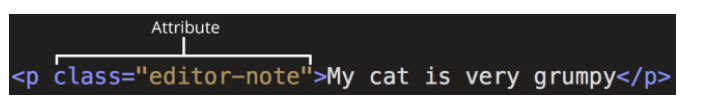 Attribute
<p class="editor-note">My cat is very grumpy</p>